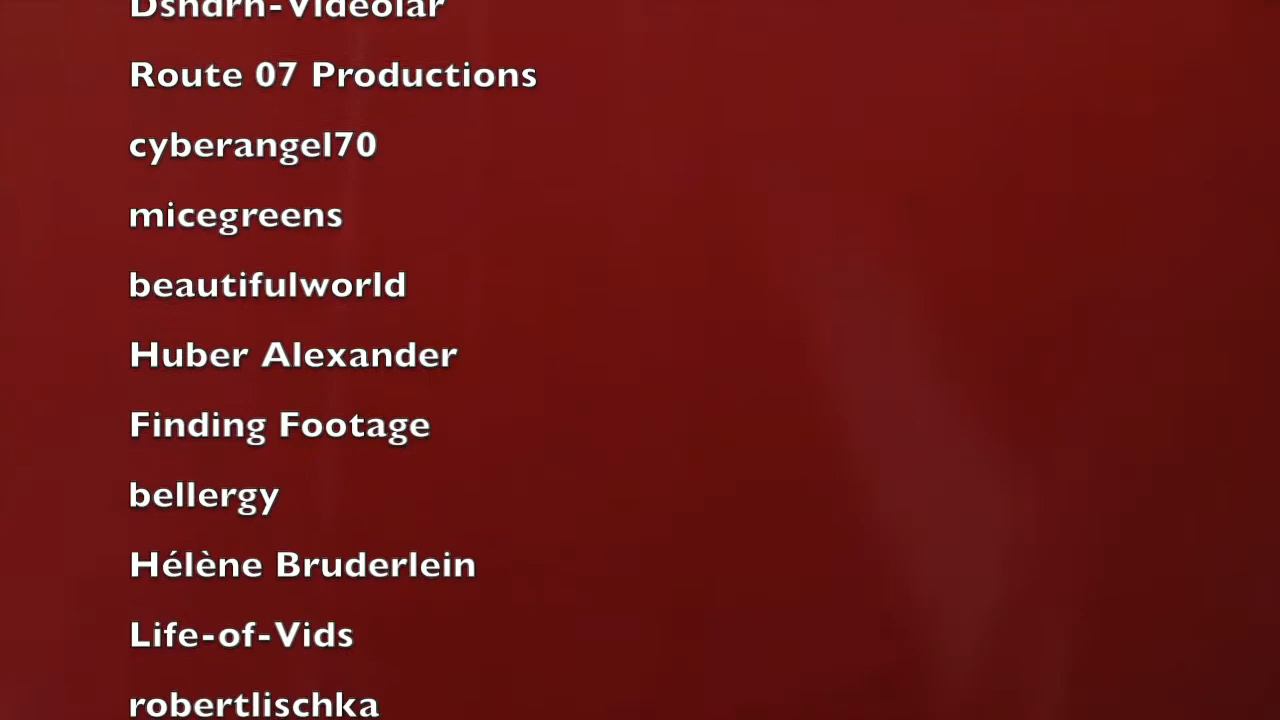 Route 07 Productions
cyberangel70
micegreens
beautifulworld
Huber Alexander
Finding Footage
bellergy
Hélène Bruderlein
Life-of-Vids
robertlischka